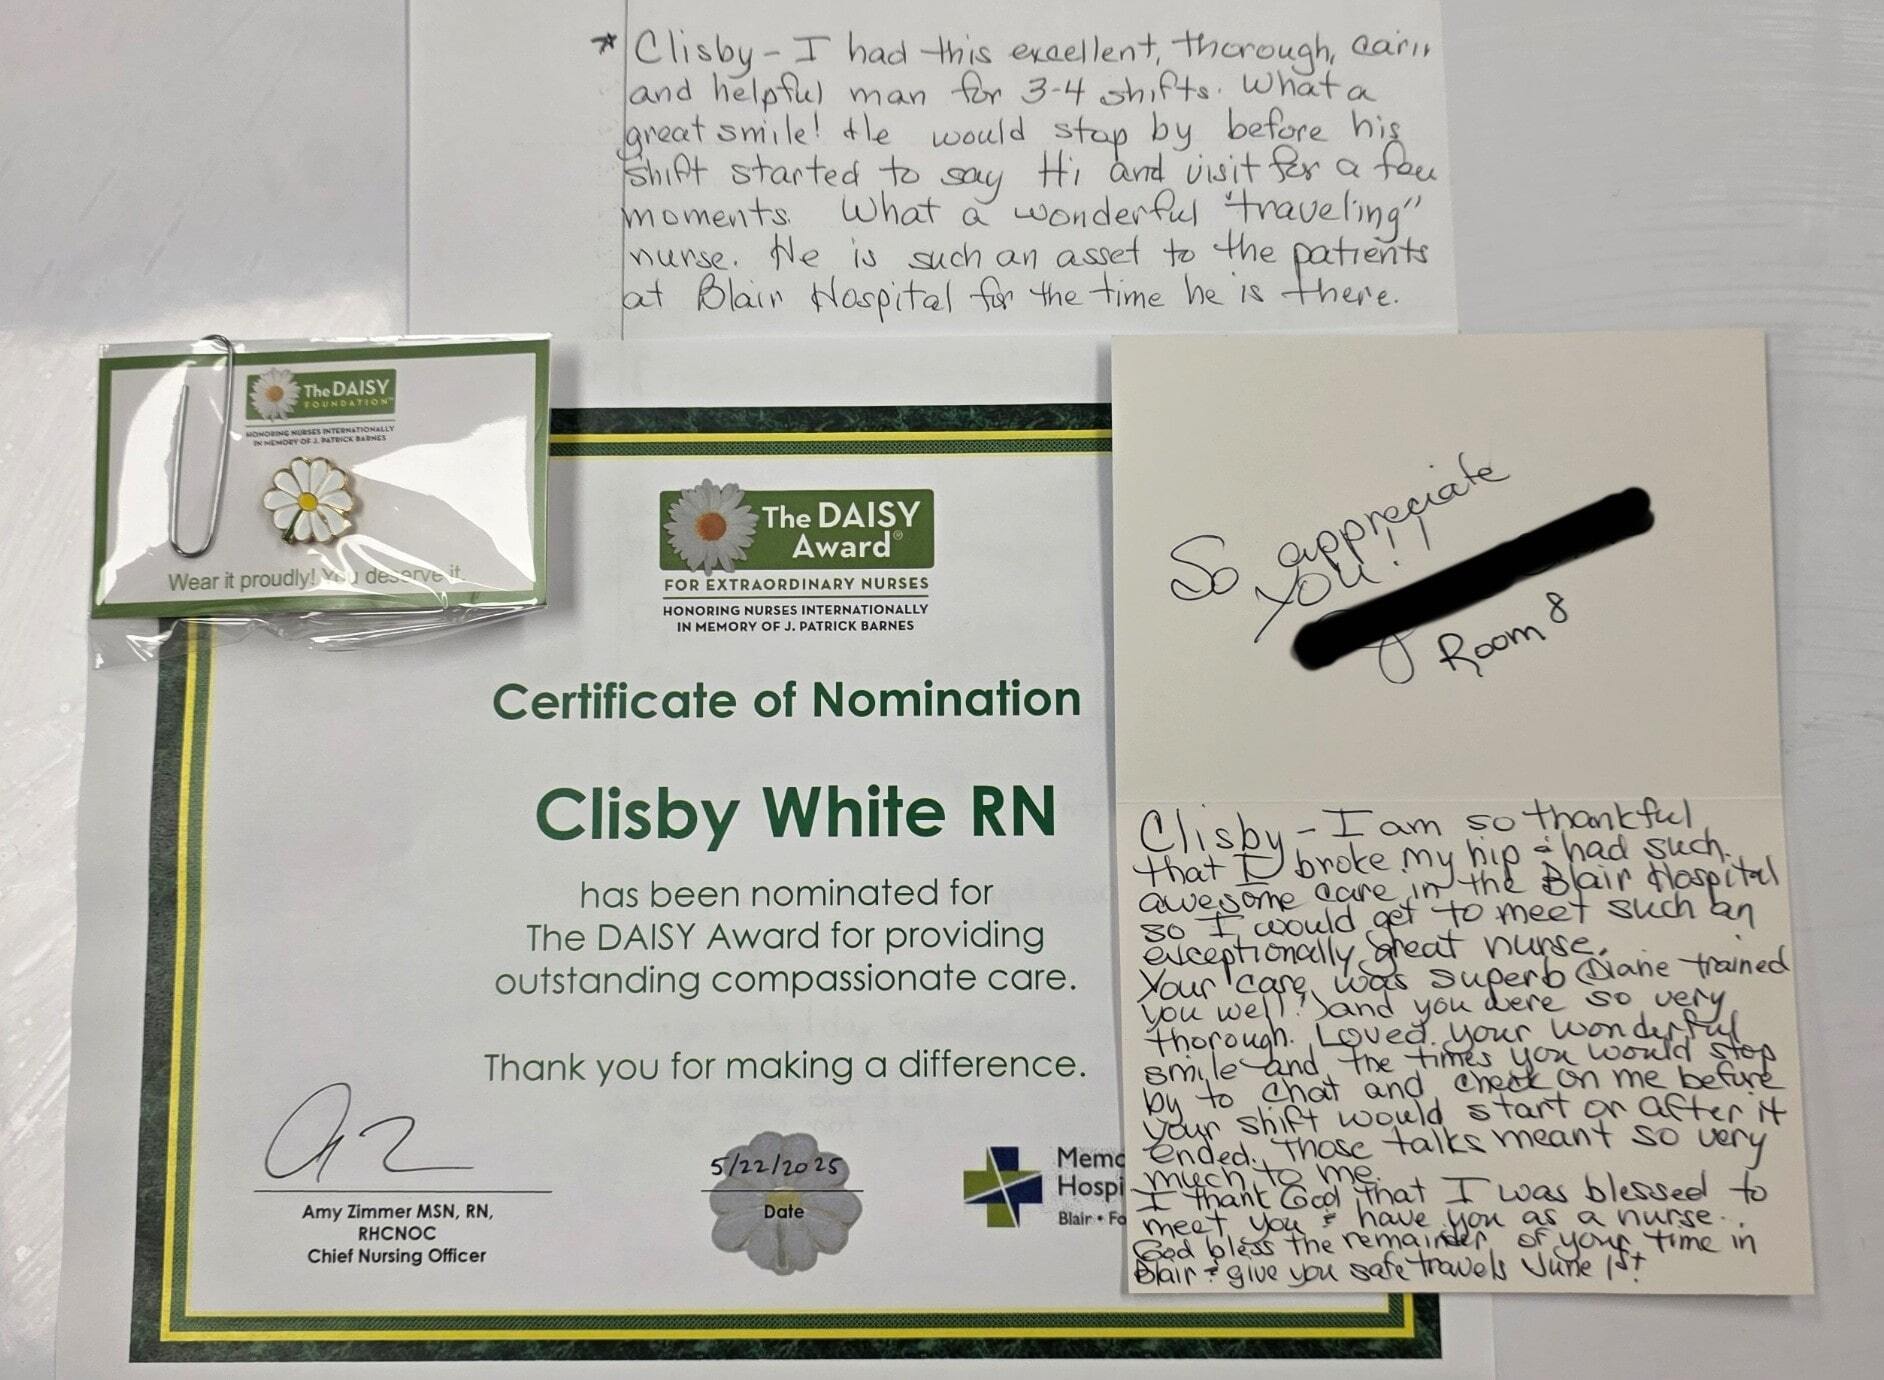 * Clisby - I had this excellent, thorough,
and helpful man for 3-4 shifts. What a
great smile! He would stop by before his
shift started to say Hi and visit for a few
moments. What a wonderful "traveling"
nurse. He is such an asset to the patients
at Blair Hospital for the time he is there.
The DAISY
FOUNDATION™
HONORING NURSES INTERNATIONALLY
IN MEMORY OF J. PATRICK BARNES
Wear it proudly! You deserve it.
The DAISY
Award®
FOR EXTRAORDINARY NURSES
HONORING NURSES INTERNATIONALLY
IN MEMORY OF J. PATRICK BARNES
Certificate of Nomination
Clisby White RN
has been nominated for
The DAISY Award for providing
outstanding compassionate care.
Thank you for making a difference.
5/22/2025
Date
Amy Zimmer MSN, RN,
RHCNOC
Chief Nursing Officer
Memo
Hospi
Blair • Fo
So appreciate
you!
Room 8
Clisby - I am so thankful
that I broke my hip & had such
awesome care in the Blair Hospital
so I would get to meet such an
exceptionally great nurse.
Your care was superb (Diane trained
you well!) and you were so very
thorough. Loved your wonderful
smile and the times you would stop
by to chat and check on me before
your shift would start or after it
ended. Those talks meant so very
much to me.
I thank God that I was blessed to
meet you & have you as a nurse.
God bless the remainder of your time in
Blair & give you safe travels June 1st!